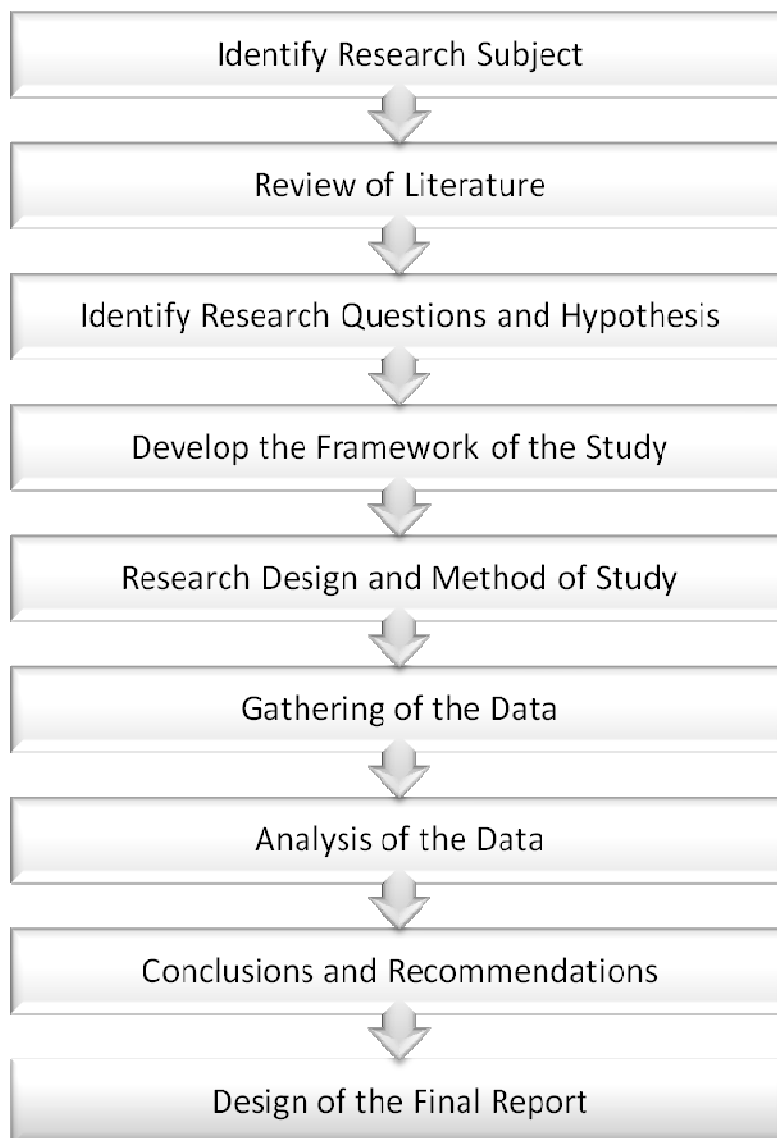 Identify Research Subject
Review of Literature
Identify Research Questions and Hypothesis
Develop the Framework of the Study
Research Design and Method of Study
Gathering of the Data
Analysis of the Data
Conclusions and Recommendations
Design of the Final Report